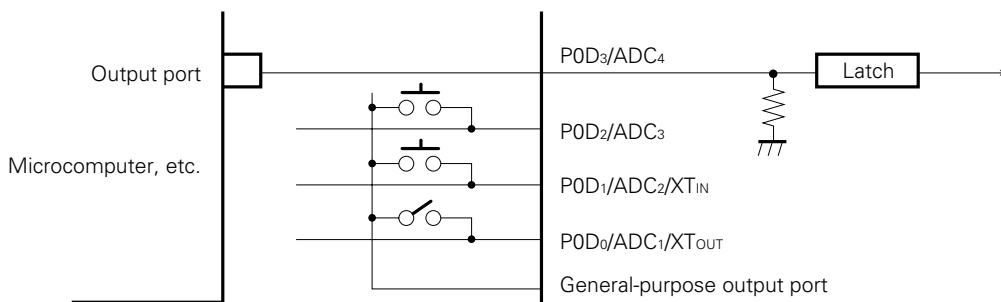 P0D₃/ADC₄
Output port
Latch
P0D₂/ADC₃
Microcomputer, etc.
P0D₁/ADC₂/XTIN
P0D₀/ADC₁/XTOUT
General-purpose output port